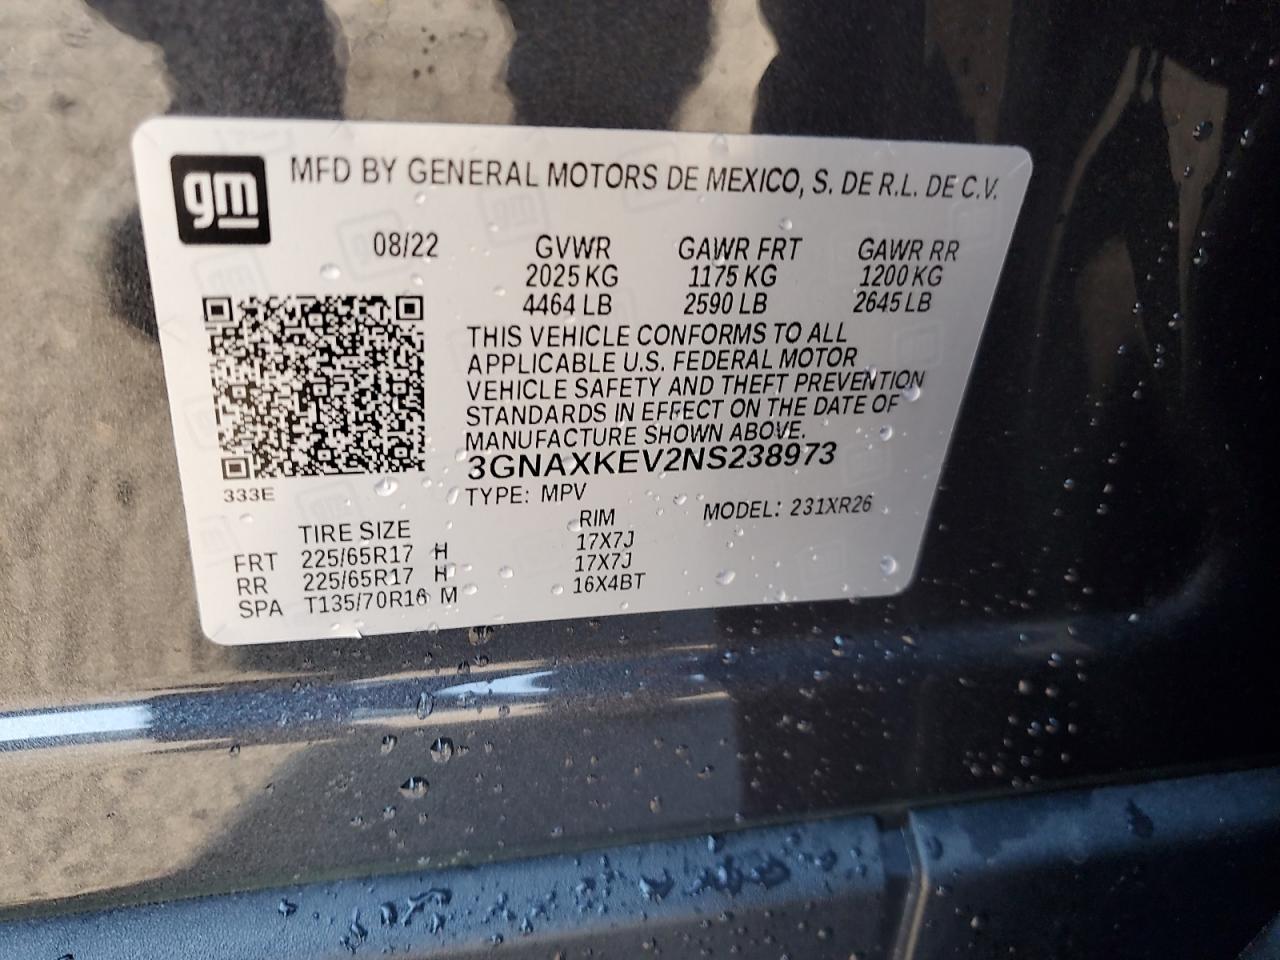 gm MFD BY GENERAL MOTORS DE MEXICO, S. DE R.L. DE C.V.
08/22 GVWR GAWR FRT GAWR RR
2025 KG 1175 KG 1200 KG
4464 LB 2590 LB 2645 LB
THIS VEHICLE CONFORMS TO ALL
APPLICABLE U.S. FEDERAL MOTOR
VEHICLE SAFETY AND THEFT PREVENTION
STANDARDS IN EFFECT ON THE DATE OF
MANUFACTURE SHOWN ABOVE.
3GNAXKEV2NS238973
333E TYPE: MPV MODEL: 231XR26
TIRE SIZE RIM
FRT 225/65R17 H 17X7J
RR 225/65R17 H 17X7J
SPA T135/70R16 M 16X4BT